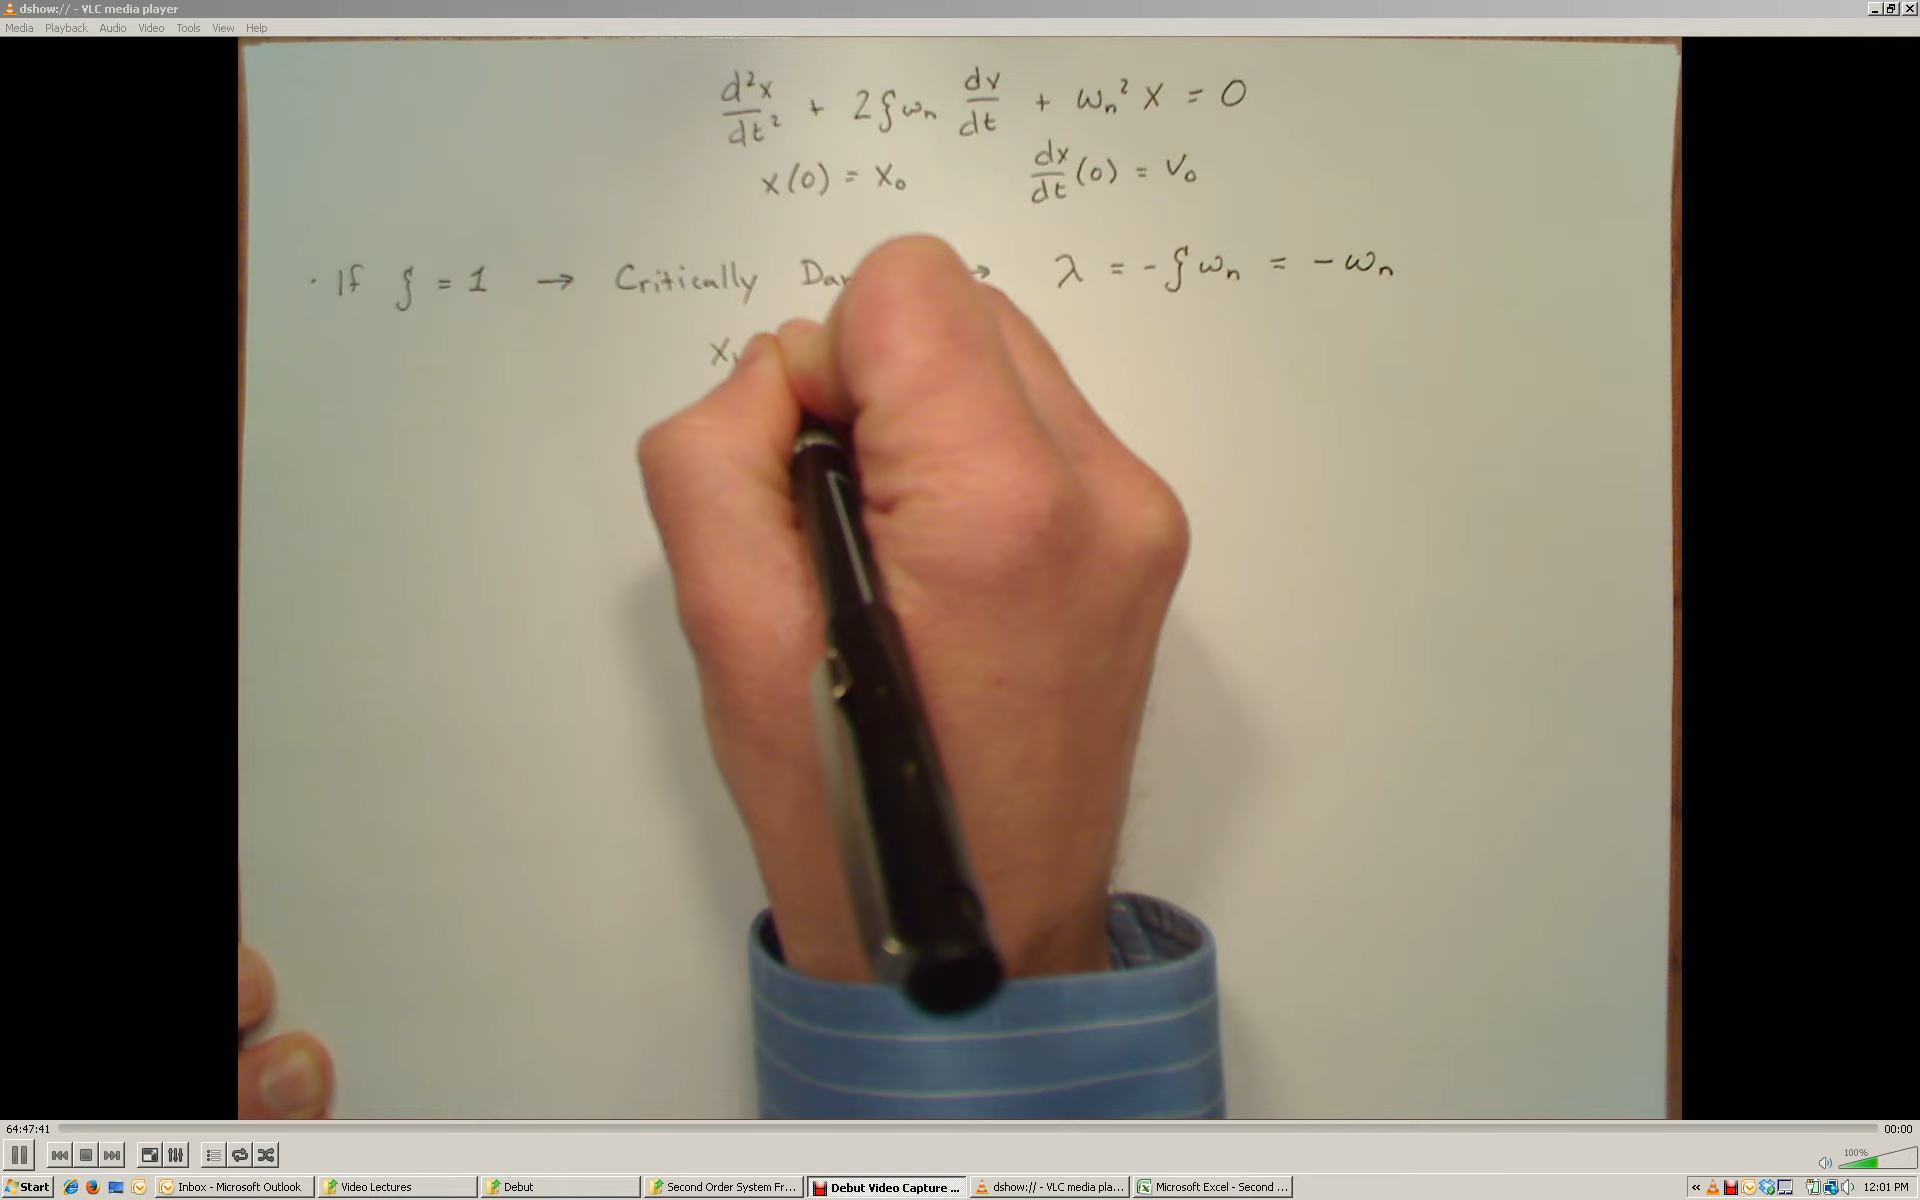 dshow:// - VLC media player
Media Playback Audio Video Tools View Help
d²x/dt² + 2ζωn dx/dt + ωn² x = 0
x(0) = x₀ dx/dt (0) = v₀
· If ζ = 1 → Critically → λ = -ζωn = -ωn
x
64:47:41 00:00
100%
Start Inbox - Microsoft Outlook Video Lectures Debut Second Order System Fr... Debut Video Capture ... dshow:// - VLC media pla... Microsoft Excel - Second ... « 12:01 PM